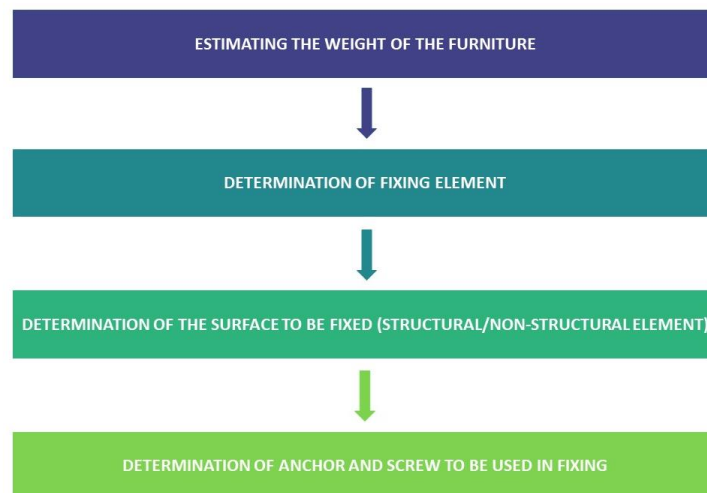 ESTIMATING THE WEIGHT OF THE FURNITURE
DETERMINATION OF FIXING ELEMENT
DETERMINATION OF THE SURFACE TO BE FIXED (STRUCTURAL/NON-STRUCTURAL ELEMENT)
DETERMINATION OF ANCHOR AND SCREW TO BE USED IN FIXING